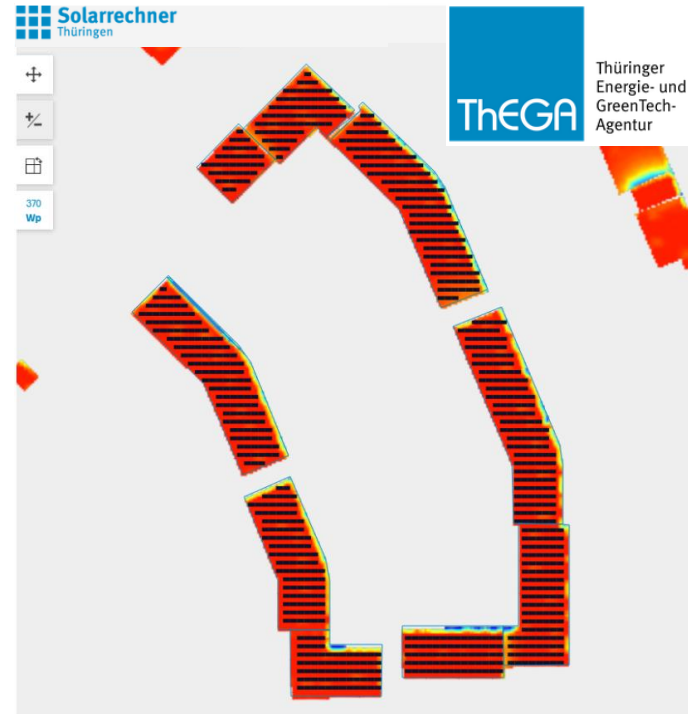 Solarrechner
Thüringen
ThEGA
Thüringer
Energie- und
GreenTech-
Agentur
+/-
370
Wp